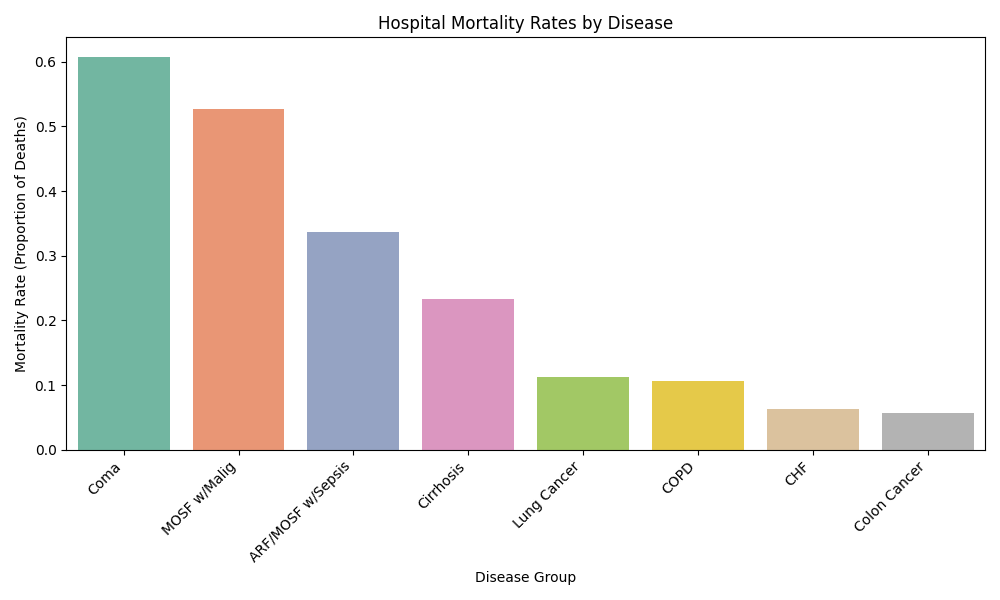 Hospital Mortality Rates by Disease
Mortality Rate (Proportion of Deaths)
0.6
0.5
0.4
0.3
0.2
0.1
0.0
Coma
MOSF w/Malig
ARF/MOSF w/Sepsis
Cirrhosis
Lung Cancer
COPD
CHF
Colon Cancer
Disease Group